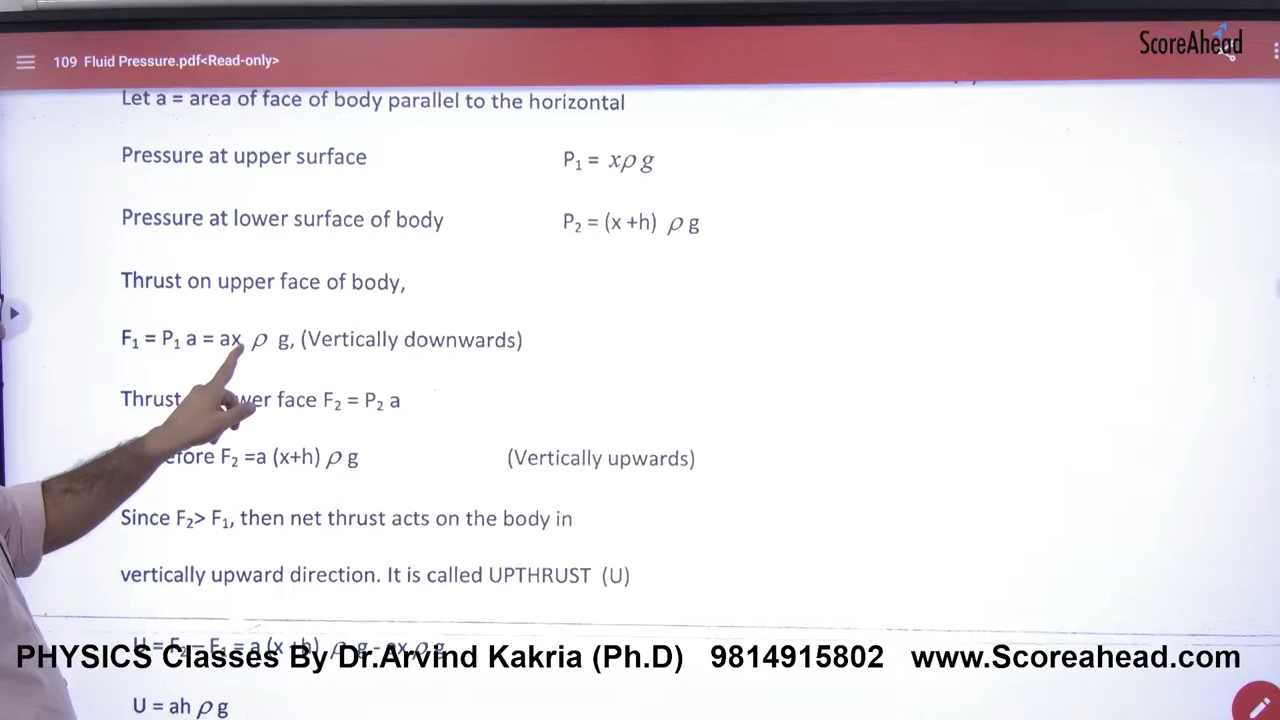 ScoreAhead
109 Fluid Pressure.pdf<Read-only>
Let a = area of face of body parallel to the horizontal
Pressure at upper surface P₁ = xρ g
Pressure at lower surface of body P₂ = (x +h) ρ g
Thrust on upper face of body,
F₁ = P₁ a = ax ρ g, (Vertically downwards)
Thrust face F₂ = P₂ a
F₂ =a (x+h) ρ g (Vertically upwards)
Since F₂> F₁, then net thrust acts on the body in
vertically upward direction. It is called UPTHRUST (U)
U = F₂ – F₁ = a (x +h) ρ g - ax ρ g
PHYSICS Classes By Dr.Arvind Kakria (Ph.D) 9814915802 www.Scoreahead.com
U = ah ρ g